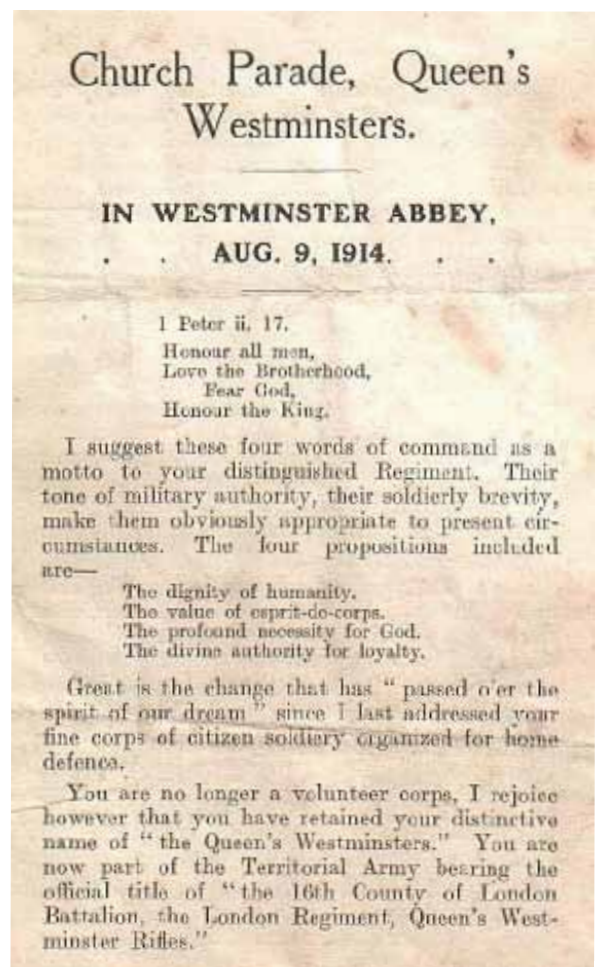 Church Parade, Queen's
Westminsters.
IN WESTMINSTER ABBEY,
. . AUG. 9, 1914. . .
1 Peter ii. 17.
Honour all men,
Love the Brotherhood,
Fear God,
Honour the King.
I suggest these four words of command as a
motto to your distinguished Regiment. Their
tone of military authority, their soldierly brevity,
make them obviously appropriate to present cir-
cumstances. The four propositions included
are—
The dignity of humanity.
The value of esprit-de-corps.
The profound necessity for God.
The divine authority for loyalty.
Great is the change that has " passed o'er the
spirit of our dream " since I last addressed your
fine corps of citizen soldiery organized for home
defence.
You are no longer a volunteer corps, I rejoice
however that you have retained your distinctive
name of " the Queen's Westminsters." You are
now part of the Territorial Army bearing the
official title of " the 16th County of London
Battalion, the London Regiment, Queen's West-
minster Rifles."